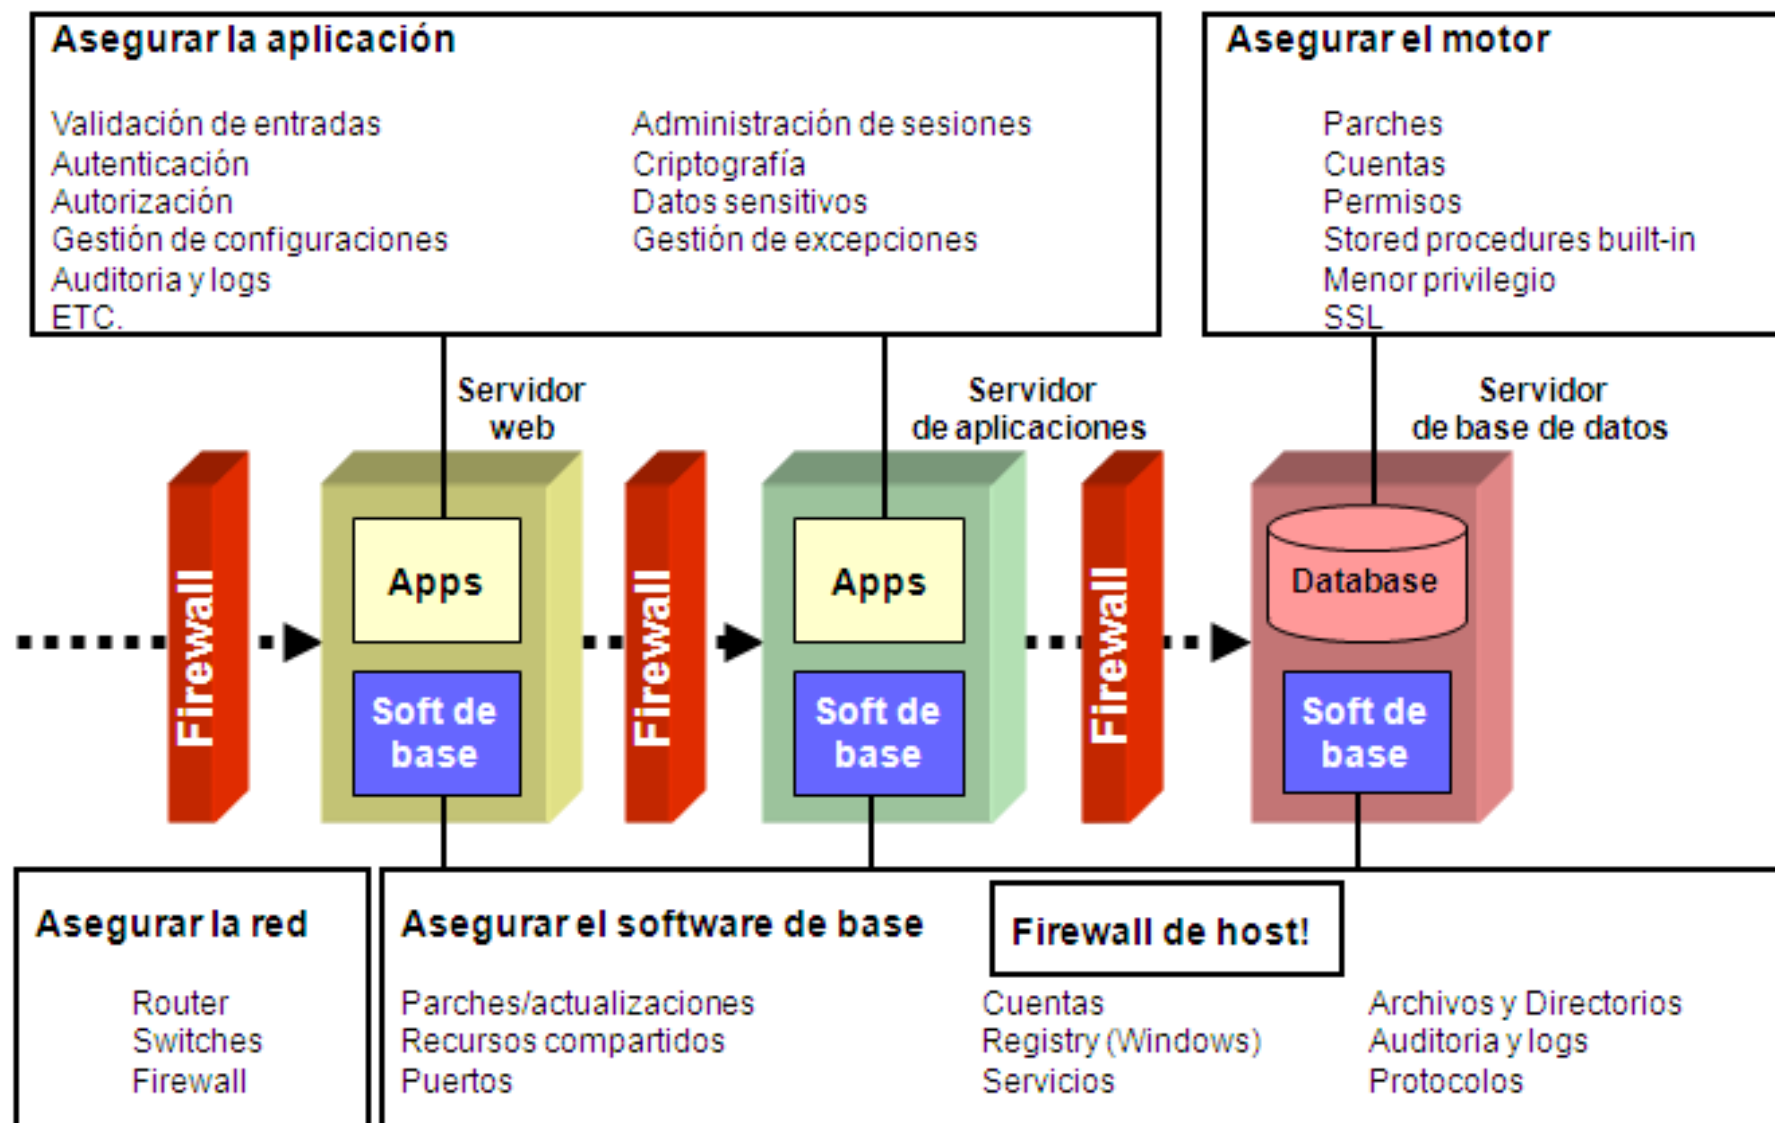 Asegurar la aplicación
Validación de entradas
Autenticación
Autorización
Gestión de configuraciones
Auditoria y logs
ETC.
Administración de sesiones
Criptografía
Datos sensitivos
Gestión de excepciones
Asegurar el motor
Parches
Cuentas
Permisos
Stored procedures built-in
Menor privilegio
SSL
Servidor
web
Servidor
de aplicaciones
Servidor
de base de datos
Firewall
Apps
Soft de
base
Firewall
Apps
Soft de
base
Firewall
Database
Soft de
base
Asegurar la red
Router
Switches
Firewall
Asegurar el software de base
Firewall de host!
Parches/actualizaciones
Recursos compartidos
Puertos
Cuentas
Registry (Windows)
Servicios
Archivos y Directorios
Auditoria y logs
Protocolos